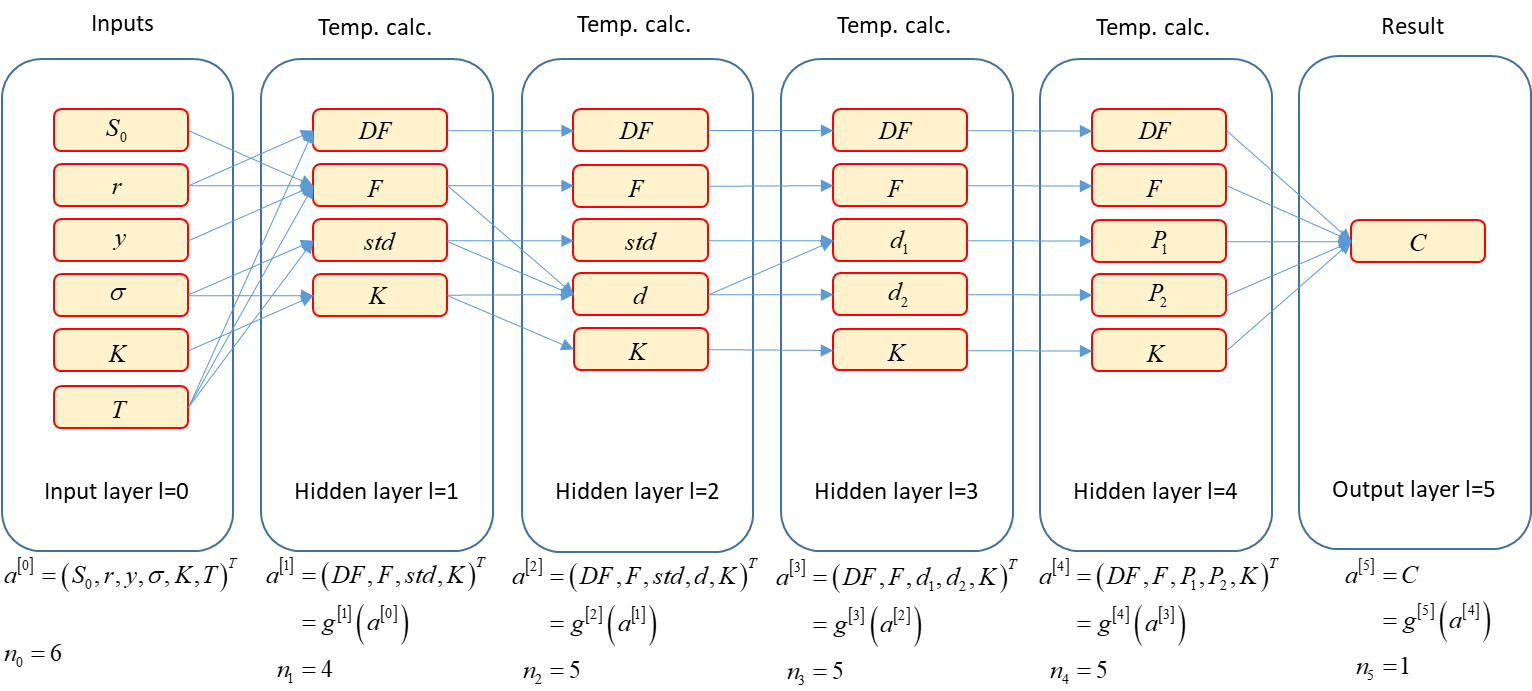 Inputs
Temp. calc.
Temp. calc.
Temp. calc.
Temp. calc.
Result
S₀
r
y
σ
K
T
Input layer l=0
DF
F
std
K
Hidden layer l=1
DF
F
std
d
K
Hidden layer l=2
DF
F
d₁
d₂
K
Hidden layer l=3
DF
F
P₁
P₂
K
Hidden layer l=4
C
Output layer l=5
a^[0] = (S₀, r, y, σ, K, T)^T
n₀ = 6
a^[1] = (DF, F, std, K)^T
= g^[1](a^[0])
n₁ = 4
a^[2] = (DF, F, std, d, K)^T
= g^[2](a^[1])
n₂ = 5
a^[3] = (DF, F, d₁, d₂, K)^T
= g^[3](a^[2])
n₃ = 5
a^[4] = (DF, F, P₁, P₂, K)^T
= g^[4](a^[3])
n₄ = 5
a^[5] = C
= g^[5](a^[4])
n₅ = 1